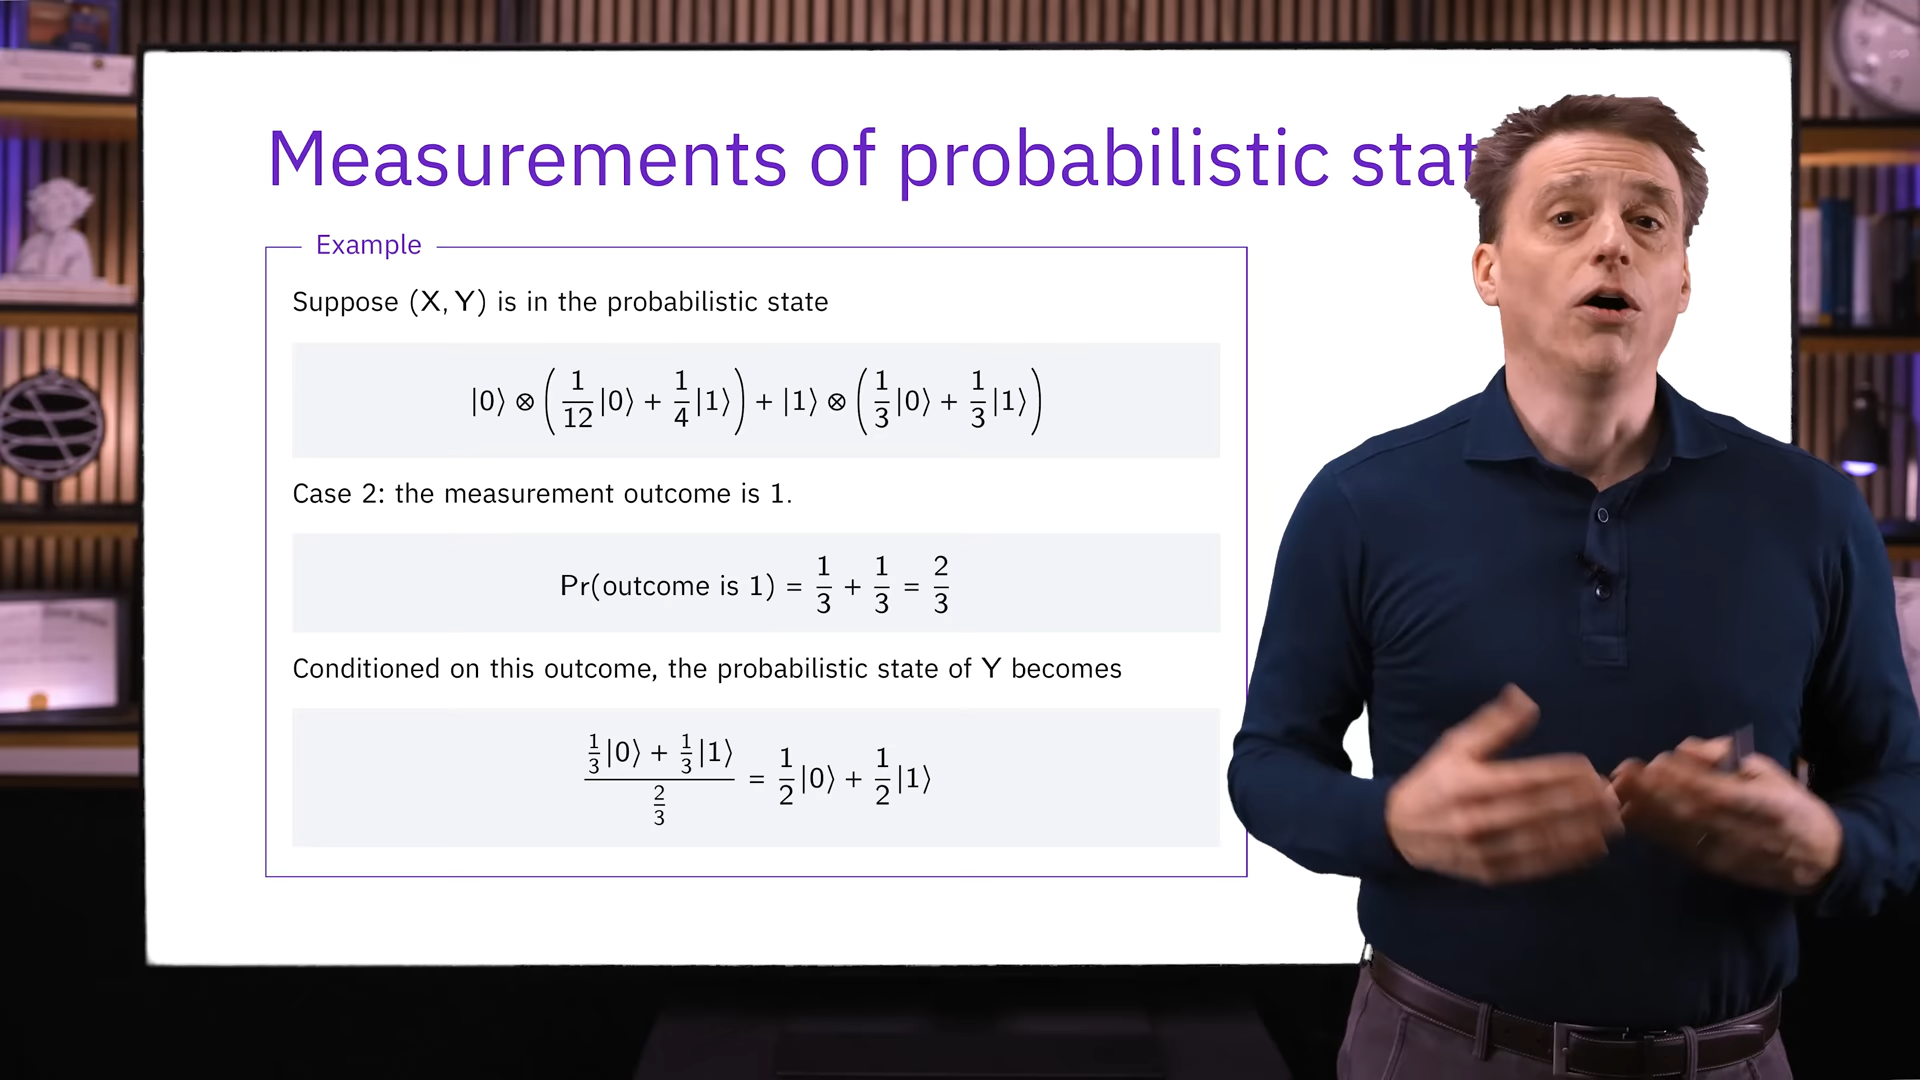 Measurements of probabilistic stat
Example
Suppose (X, Y) is in the probabilistic state
|0⟩ ⊗ (1/12 |0⟩ + 1/4 |1⟩) + |1⟩ ⊗ (1/3 |0⟩ + 1/3 |1⟩)
Case 2: the measurement outcome is 1.
Pr(outcome is 1) = 1/3 + 1/3 = 2/3
Conditioned on this outcome, the probabilistic state of Y becomes
(1/3 |0⟩ + 1/3 |1⟩) / (2/3) = 1/2 |0⟩ + 1/2 |1⟩